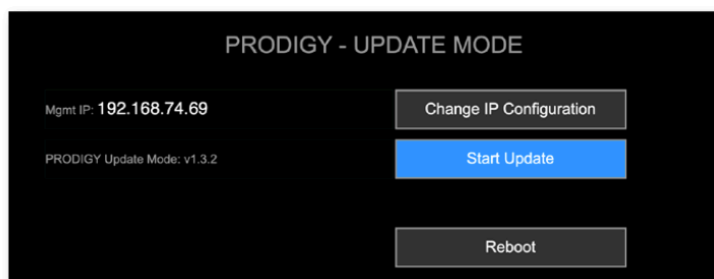 PRODIGY - UPDATE MODE
Mgmt IP: 192.168.74.69
Change IP Configuration
PRODIGY Update Mode: v1.3.2
Start Update
Reboot